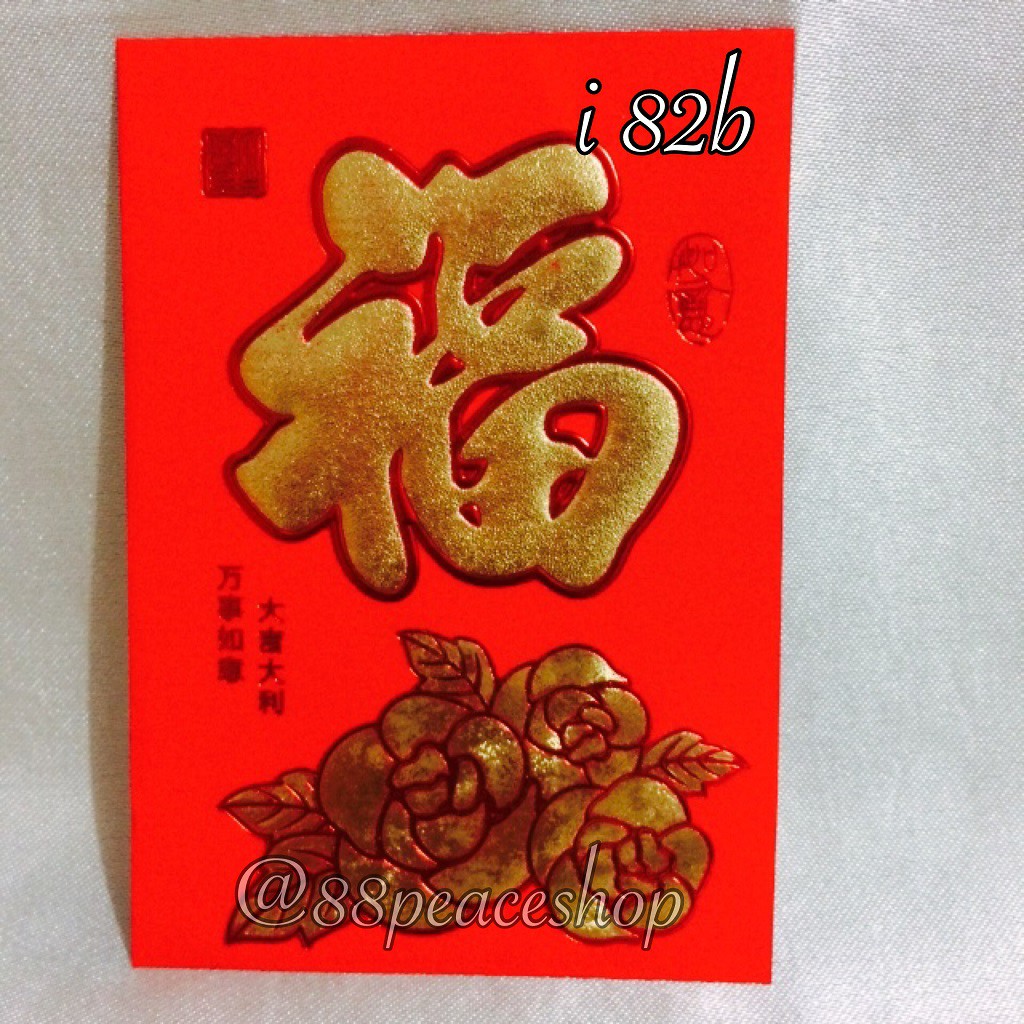 i 82b
福
大吉大利
万事如意
@88peaceshop